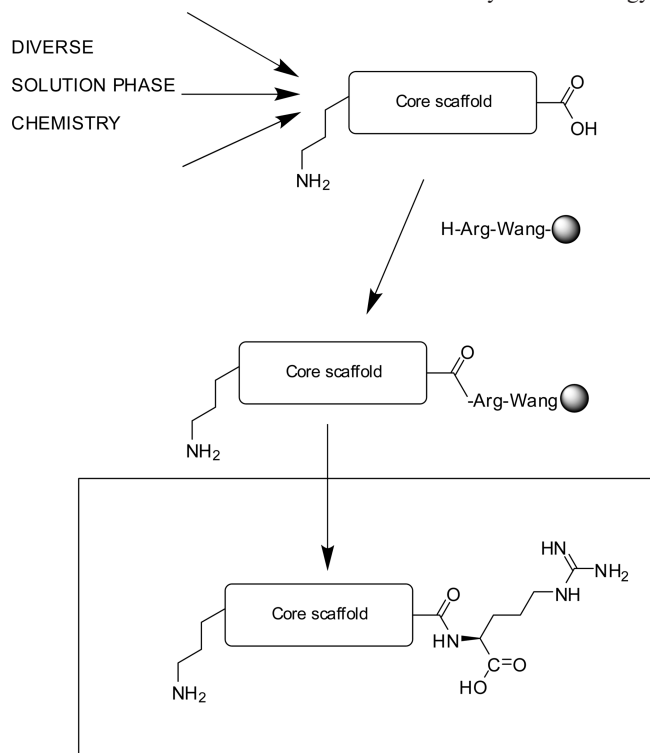 DIVERSE
SOLUTION PHASE
CHEMISTRY
Core scaffold
O
OH
NH2
H-Arg-Wang-
Core scaffold
O
-Arg-Wang
NH2
Core scaffold
O
HN
HN
NH2
NH
C=O
HO
NH2